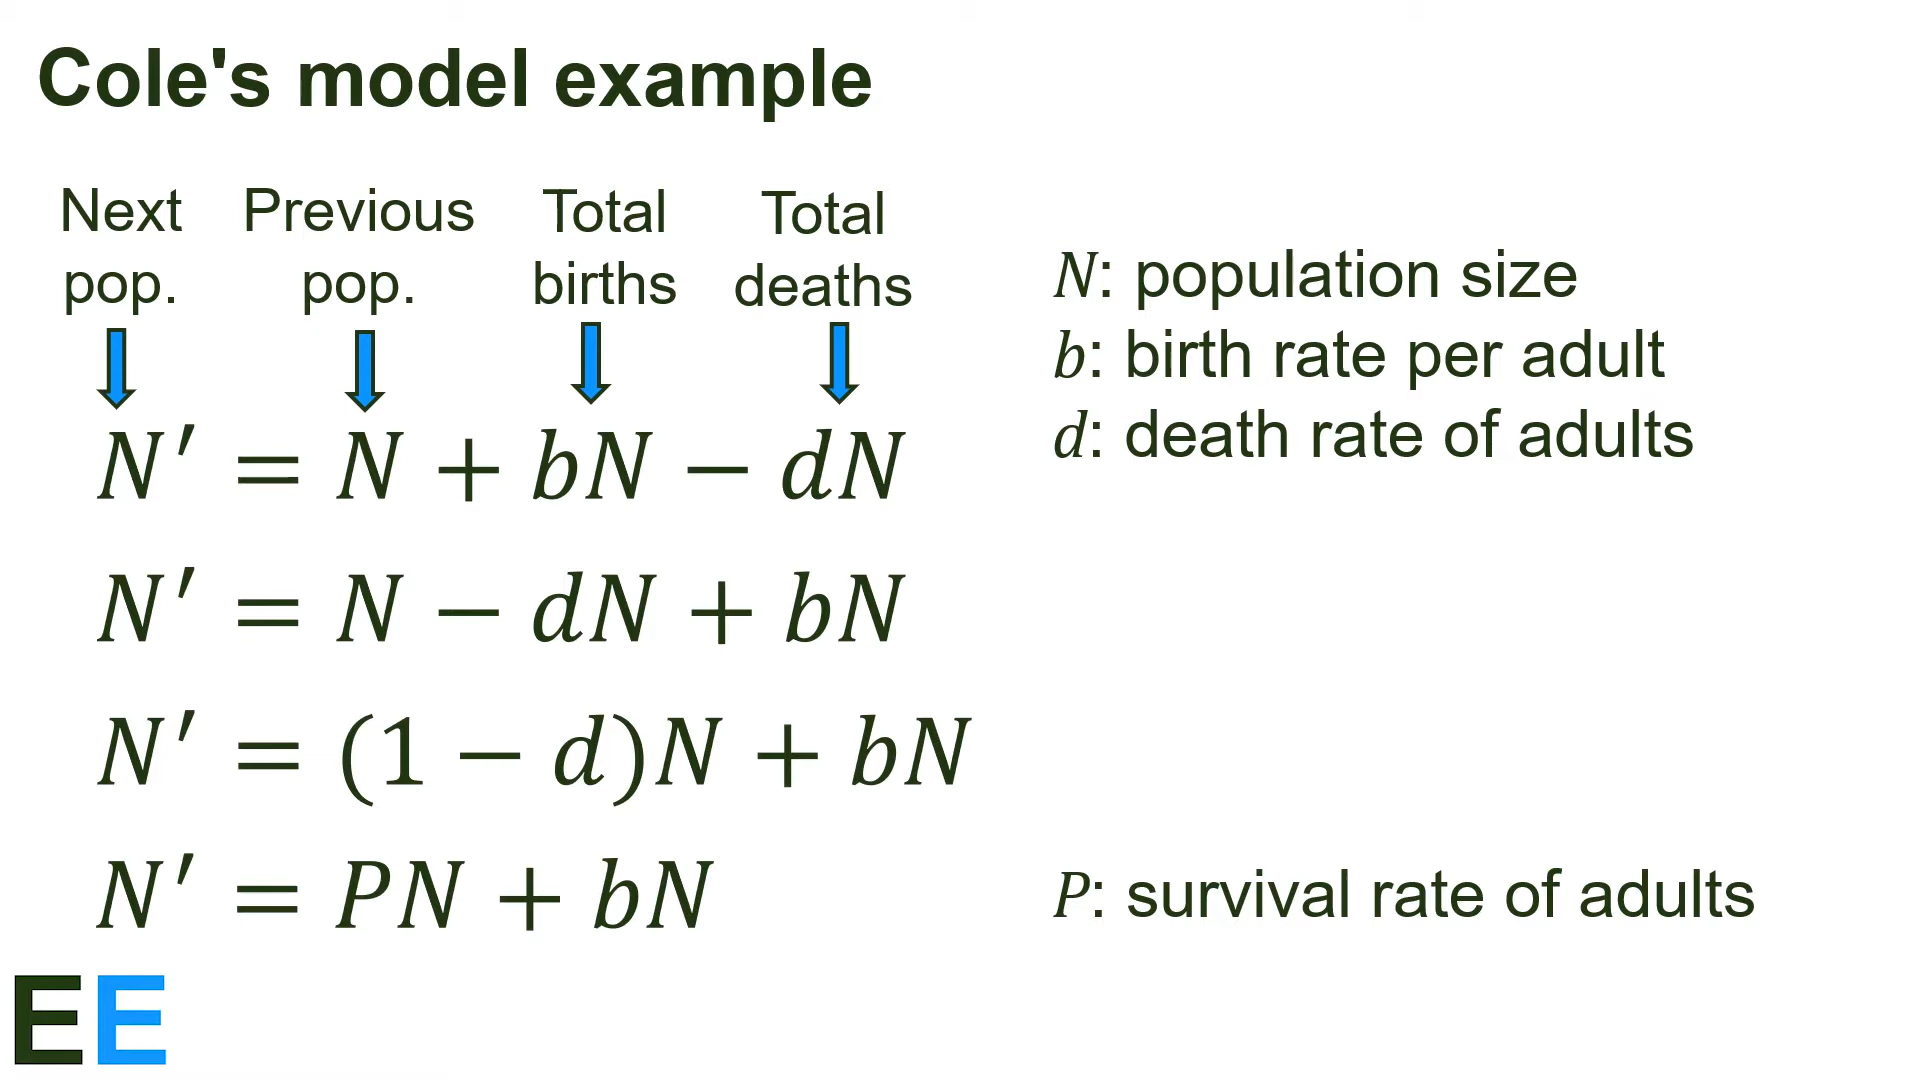 Cole's model example
Next Previous Total Total
pop. pop. births deaths
N′ = N + bN − dN
N′ = N − dN + bN
N′ = (1 − d)N + bN
N′ = PN + bN
N: population size
b: birth rate per adult
d: death rate of adults
P: survival rate of adults
EE